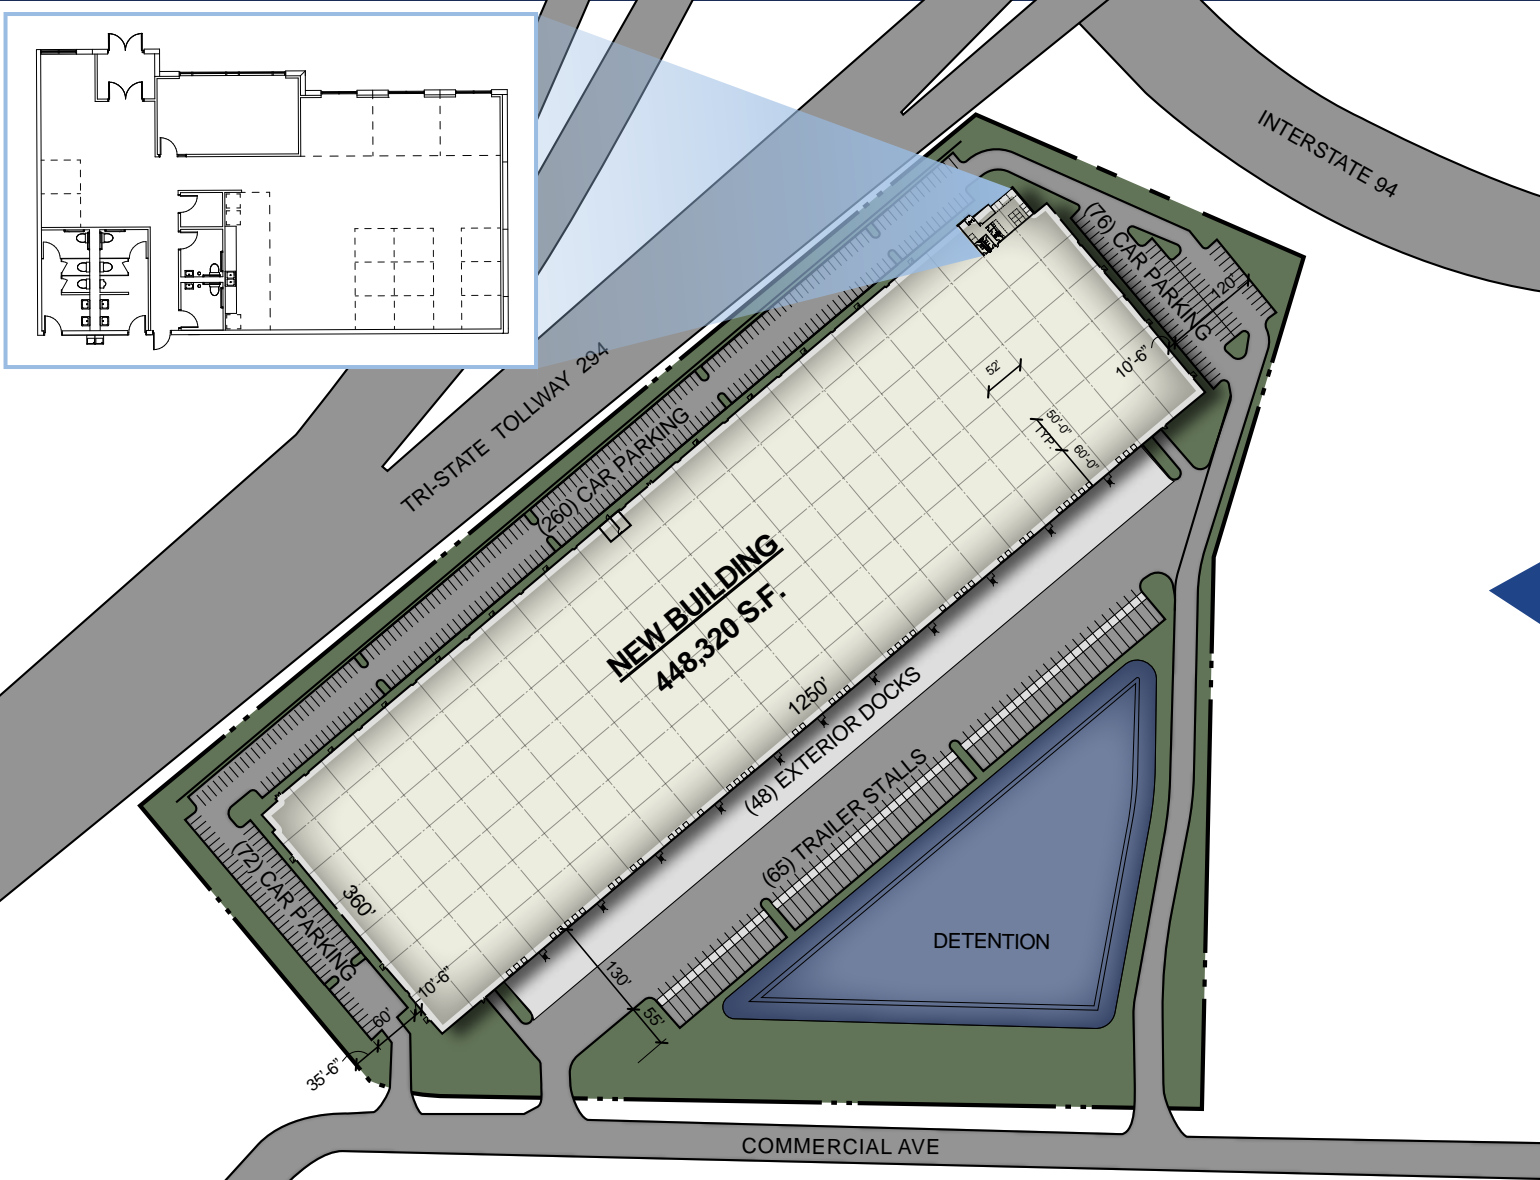 INTERSTATE 94
(76) CAR PARKING
120'
TRI-STATE TOLLWAY 294
10'-6"
52'
50'-0"
TYP.
60'-0"
(260) CAR PARKING
NEW BUILDING
448,320 S.F.
1250'
(48) EXTERIOR DOCKS
(65) TRAILER STALLS
(72) CAR PARKING
360'
DETENTION
10'-6"
130'
60'
55'
35'-6"
COMMERCIAL AVE